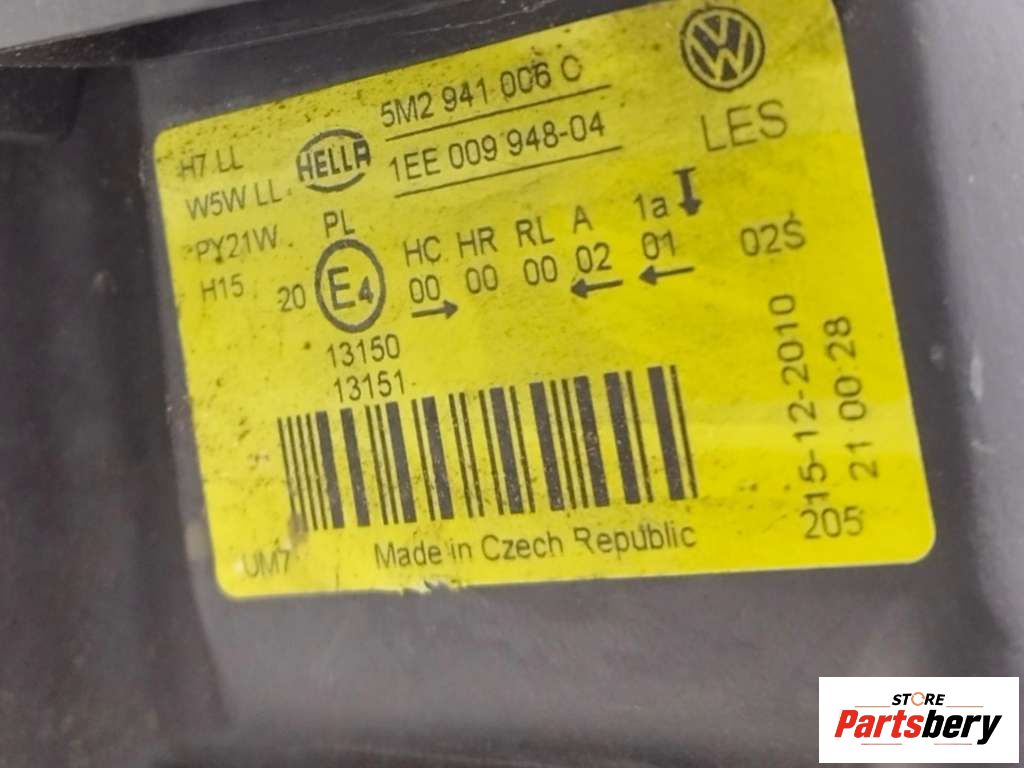 5M2 941 006 C
1EE 009 948-04
HELLA
LES
H7 LL
W5W LL
PY21W
H15
PL
20 E4
HC HR RL A 1a
00 00 00 02 01
02S
13150
13151
15-12-2010
21 00:28
205
UM7
Made in Czech Republic
STORE
Partsbery